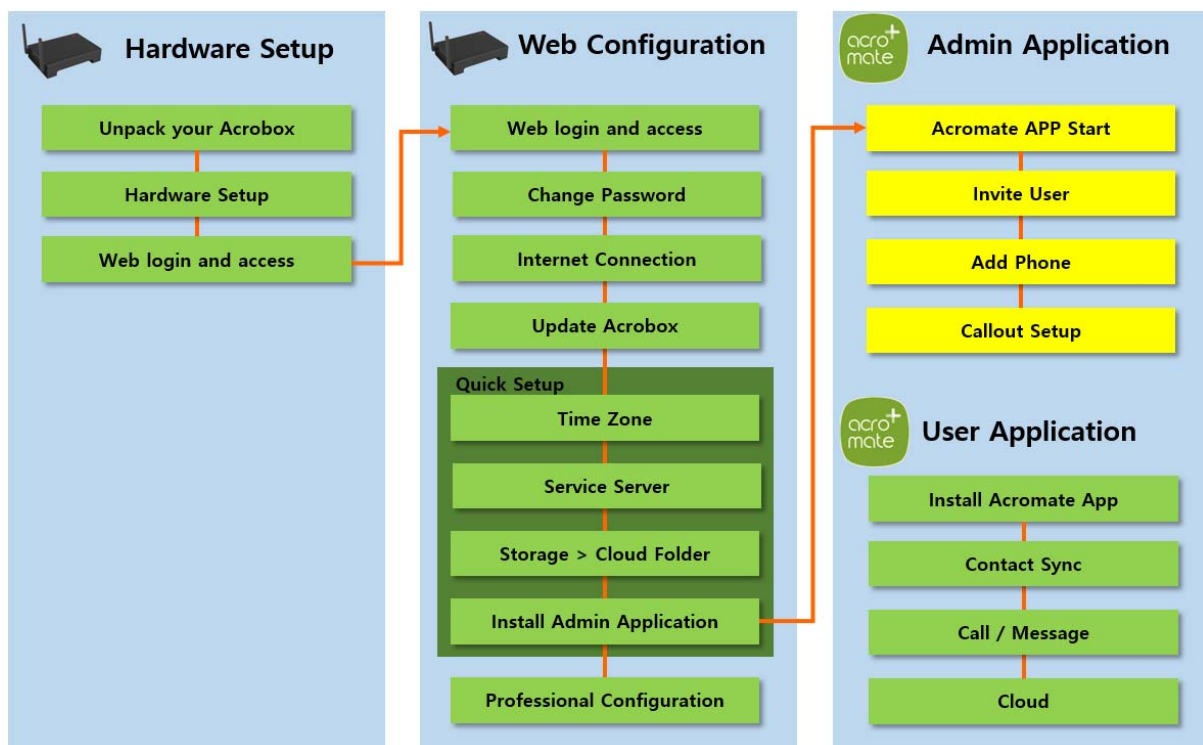 Hardware Setup
Unpack your Acrobox
Hardware Setup
Web login and access
Web Configuration
Web login and access
Change Password
Internet Connection
Update Acrobox
Quick Setup
Time Zone
Service Server
Storage > Cloud Folder
Install Admin Application
Professional Configuration
acro+
mate
Admin Application
Acromate APP Start
Invite User
Add Phone
Callout Setup
acro+
mate
User Application
Install Acromate App
Contact Sync
Call / Message
Cloud